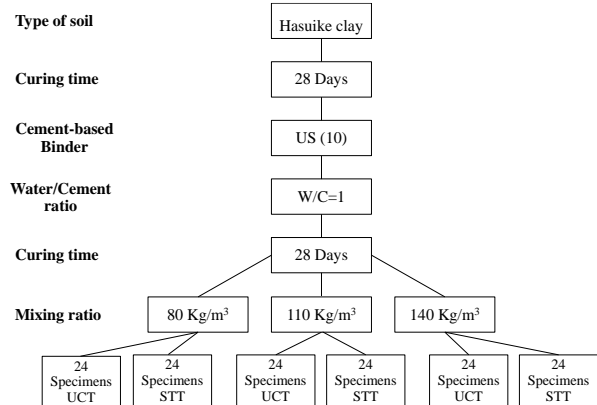 Type of soil
Hasuike clay
Curing time
28 Days
Cement-based
Binder
US (10)
Water/Cement
ratio
W/C=1
Curing time
28 Days
Mixing ratio
80 Kg/m³
110 Kg/m³
140 Kg/m³
24
Specimens
UCT
24
Specimens
STT
24
Specimens
UCT
24
Specimens
STT
24
Specimens
UCT
24
Specimens
STT